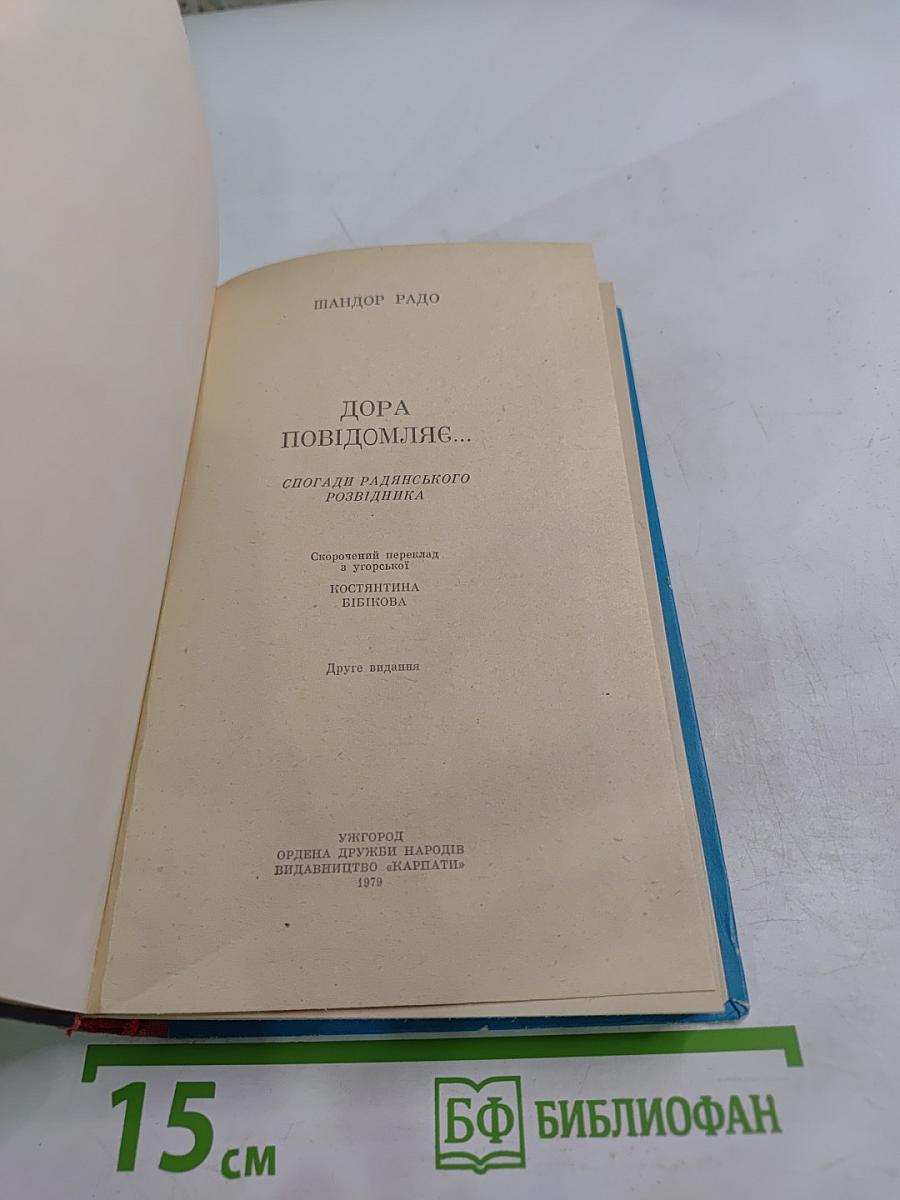 ШАНДОР РАДО
ДОРА
ПОВІДОМЛЯЄ...
СПОГАДИ РАДЯНСЬКОГО
РОЗВІДНИКА
Скорочений переклад
з угорської
КОСТЯНТИНА
БІБІКОВА
Друге видання
УЖГОРОД
ОРДЕНА ДРУЖБИ НАРОДІВ
ВИДАВНИЦТВО «КАРПАТИ»
1979
15 см
БФ БИБЛИОФАН